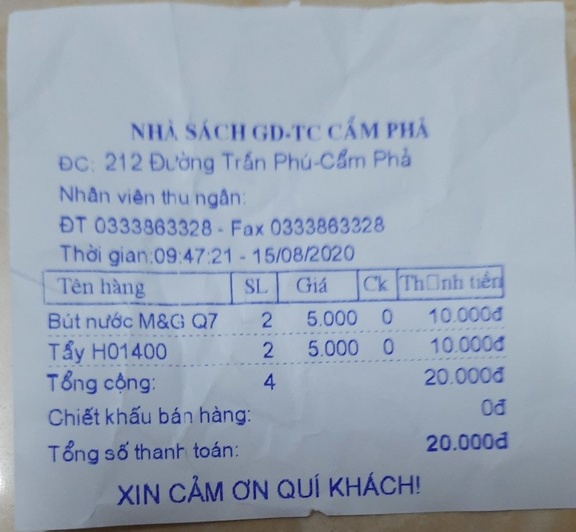 NHÀ SÁCH GD-TC CẨM PHẢ
ĐC: 212 Đường Trần Phú-Cẩm Phả
Nhân viên thu ngân:
ĐT 0333863328 - Fax 0333863328
Thời gian:09:47:21 - 15/08/2020
Tên hàng SL Giá Ck Th□nh tiền
Bút nước M&G Q7 2 5.000 0 10.000đ
Tẩy H01400 2 5.000 0 10.000đ
Tổng cộng: 4 20.000đ
Chiết khấu bán hàng: 0đ
Tổng số thanh toán: 20.000đ
XIN CẢM ƠN QUÍ KHÁCH!